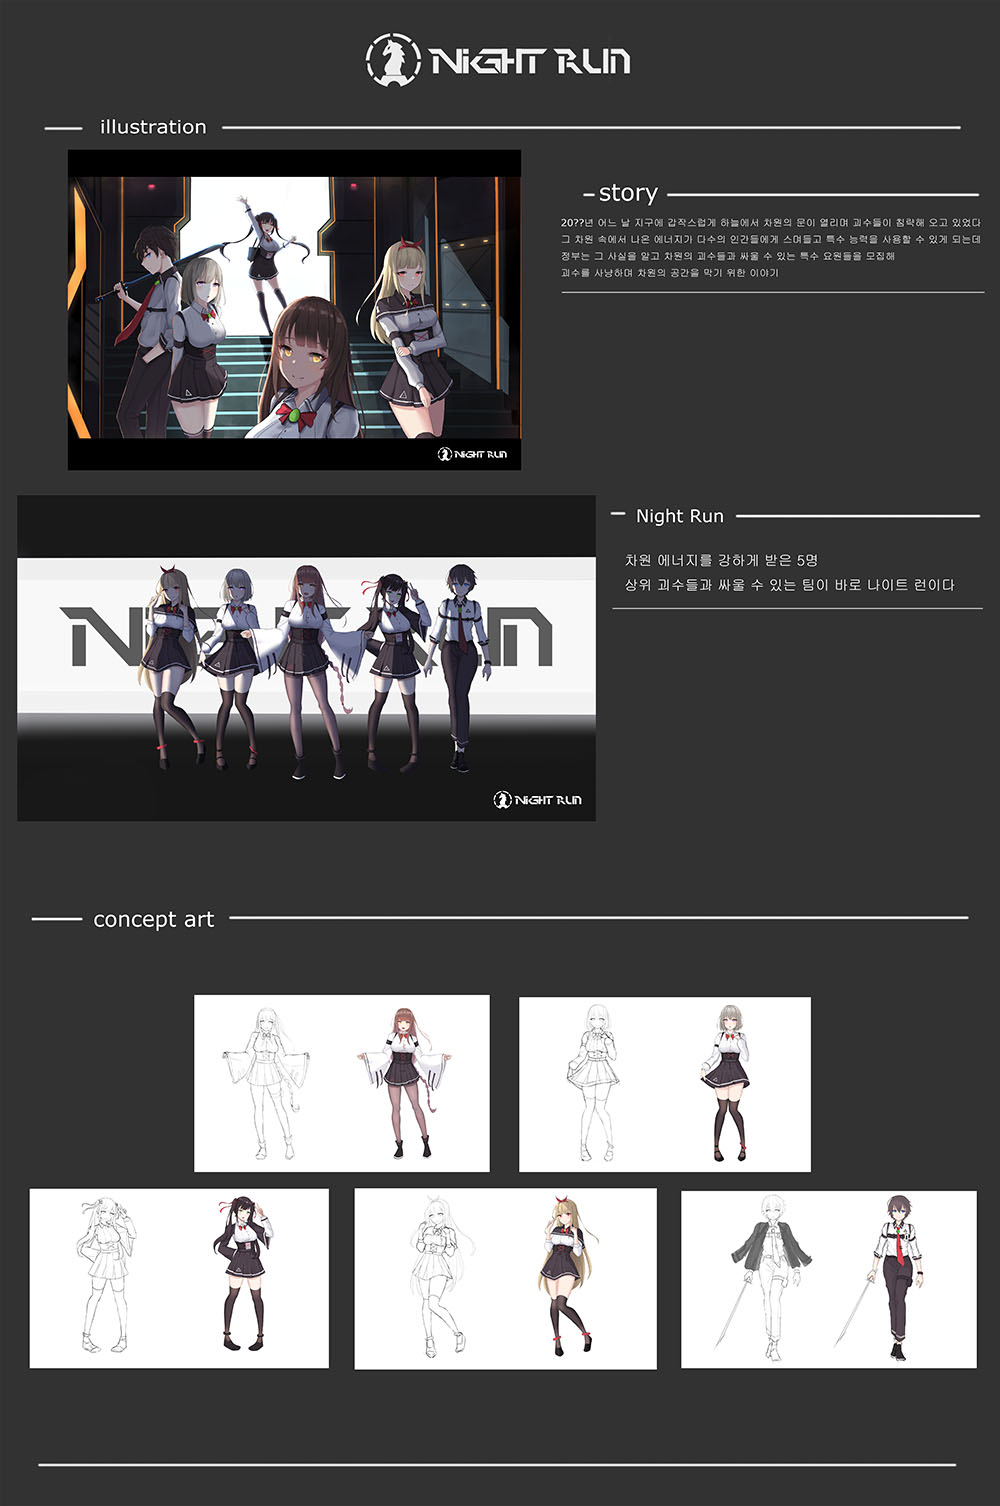 NIGHT RUN
illustration
story
20??년 어느 날 지구에 갑작스럽게 하늘에서 차원의 문이 열리며 괴수들이 침략해 오고 있었다
그 차원 속에서 나온 에너지가 다수의 인간들에게 스며들고 특수 능력을 사용할 수 있게 되는데
정부는 그 사실을 알고 차원의 괴수들과 싸울 수 있는 특수 요원들을 모집해
괴수를 사냥하며 차원의 공간을 막기 위한 이야기
NIGHT RUN
Night Run
차원 에너지를 강하게 받은 5명
상위 괴수들과 싸울 수 있는 팀이 바로 나이트 런이다
NIGHT RUN
NIGHT RUN
concept art